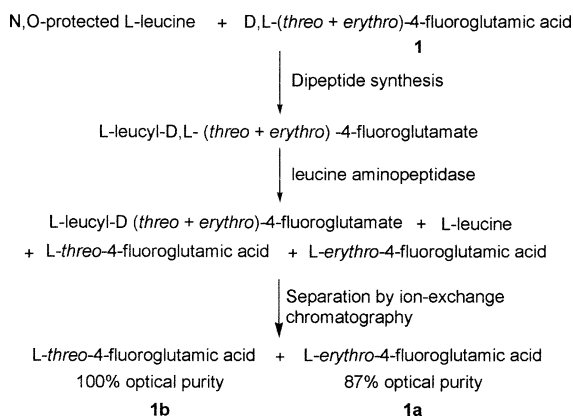 N,O-protected L-leucine + D,L-(threo + erythro)-4-fluoroglutamic acid
1
Dipeptide synthesis
L-leucyl-D,L- (threo + erythro) -4-fluoroglutamate
leucine aminopeptidase
L-leucyl-D (threo + erythro)-4-fluoroglutamate + L-leucine
+ L-threo-4-fluoroglutamic acid + L-erythro-4-fluoroglutamic acid
Separation by ion-exchange
chromatography
L-threo-4-fluoroglutamic acid + L-erythro-4-fluoroglutamic acid
100% optical purity 87% optical purity
1b 1a